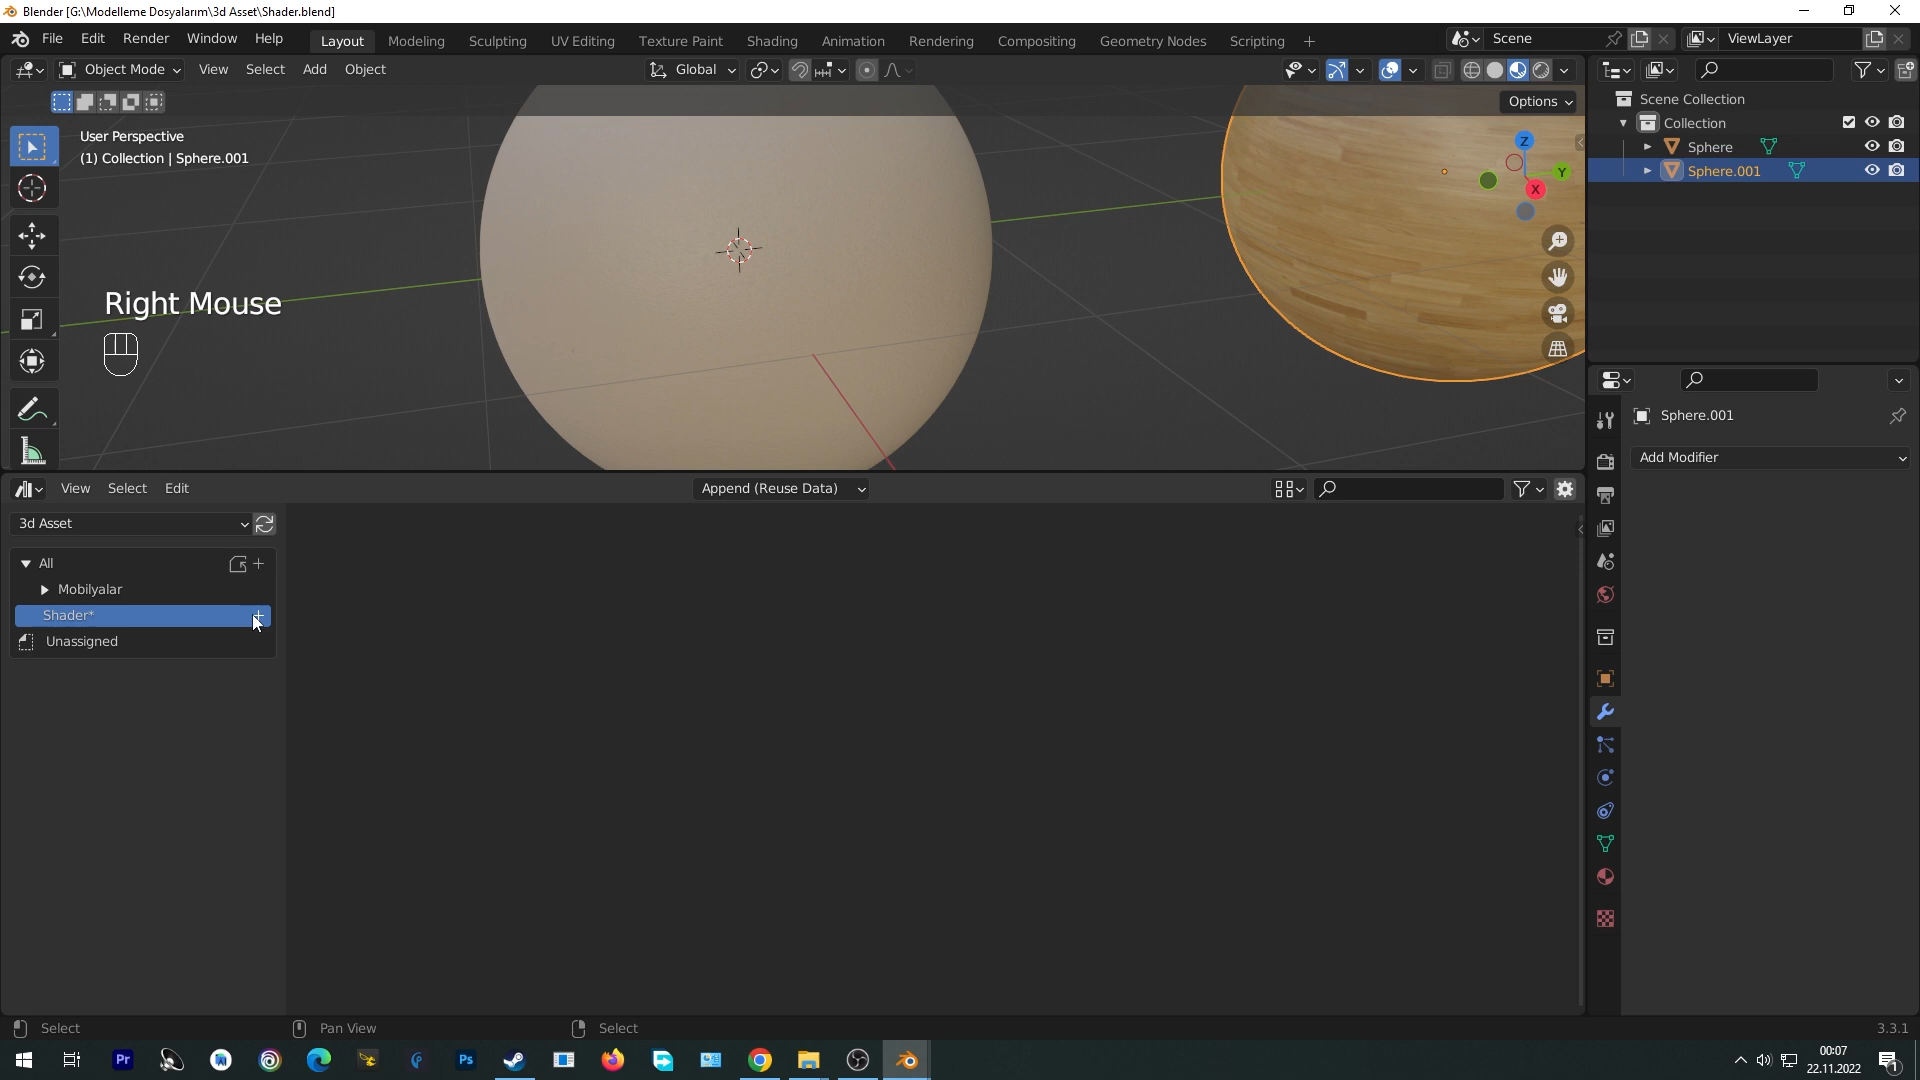 Blender [G:\Modelleme Dosyalarım\3d Asset\Shader.blend]
File Edit Render Window Help Layout Modeling Sculpting UV Editing Texture Paint Shading Animation Rendering Compositing Geometry Nodes Scripting + Scene ViewLayer
Object Mode View Select Add Object Global
Options
User Perspective
(1) Collection | Sphere.001
Z
Y
X
Right Mouse
Scene Collection
Collection
Sphere
Sphere.001
Sphere.001
Add Modifier
View Select Edit Append (Reuse Data)
3d Asset
All
Mobilyalar
Shader*
Unassigned
Select Pan View Select 3.3.1
Pr
Ps
00:07
22.11.2022
1